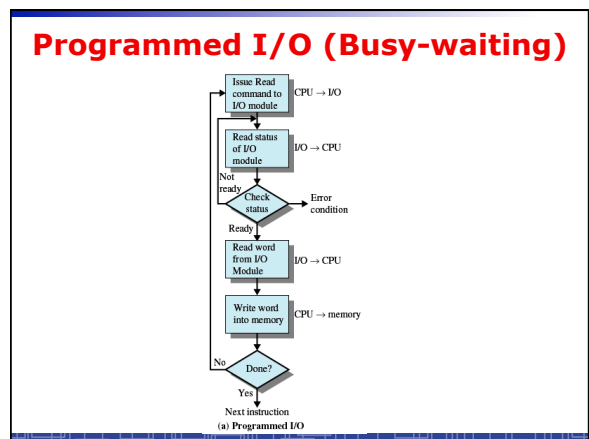 Programmed I/O (Busy-waiting)
Issue Read
command to
I/O module
CPU → I/O
Read status
of I/O
module
I/O → CPU
Not
ready
Check
status
Error
condition
Ready
Read word
from I/O
Module
I/O → CPU
Write word
into memory
CPU → memory
No
Done?
Yes
Next instruction
(a) Programmed I/O